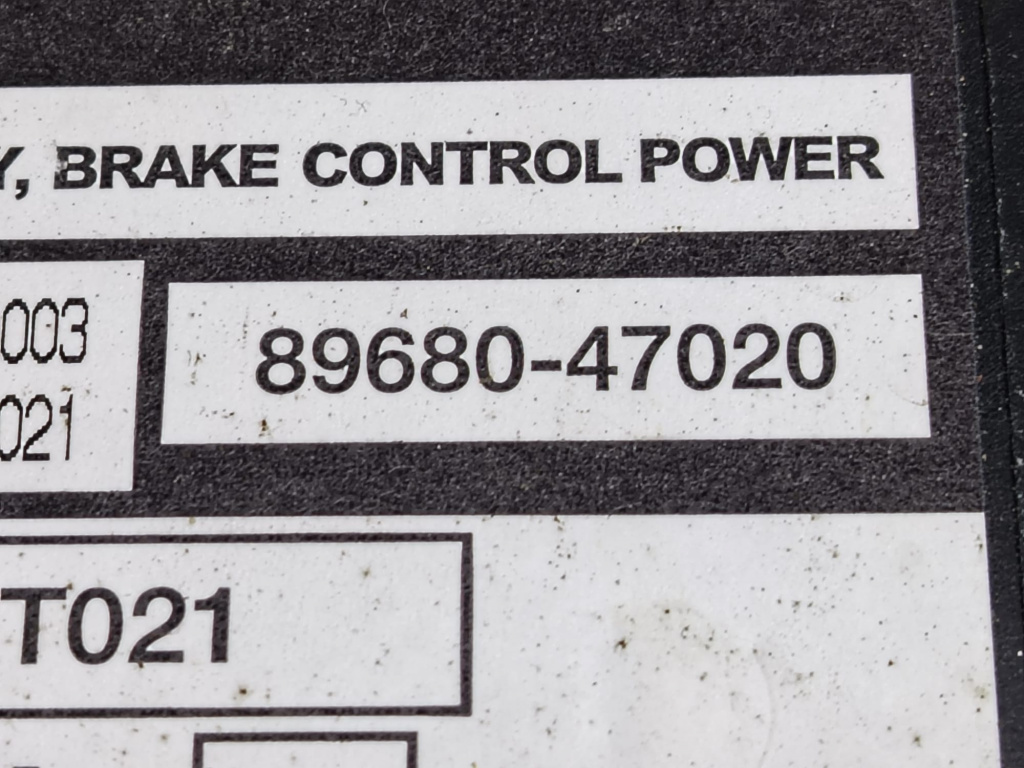 Y, BRAKE CONTROL POWER
003
89680-47020
021
T021